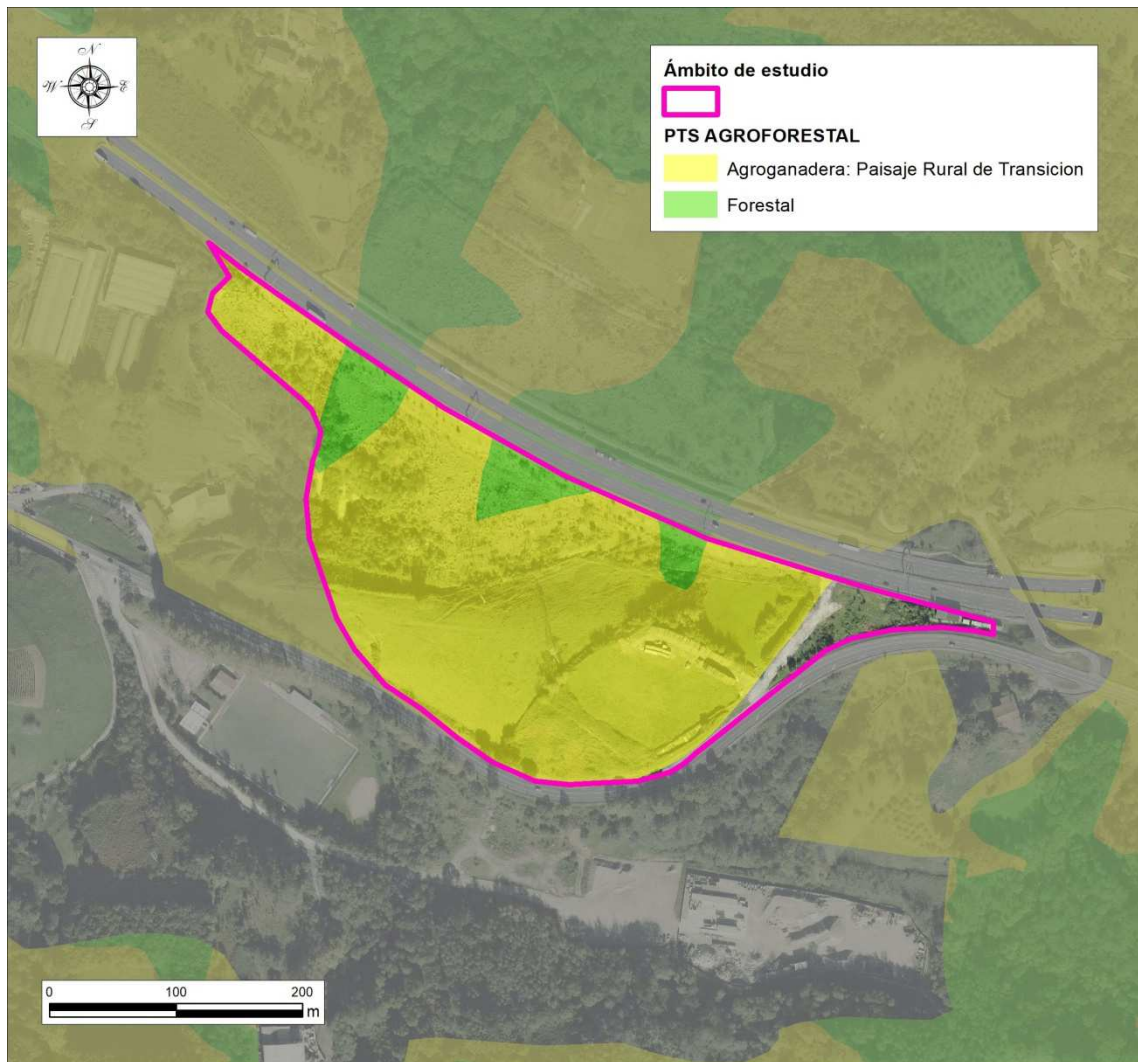 N
W
E
S
Ámbito de estudio
PTS AGROFORESTAL
Agroganadera: Paisaje Rural de Transicion
Forestal
0 100 200
m